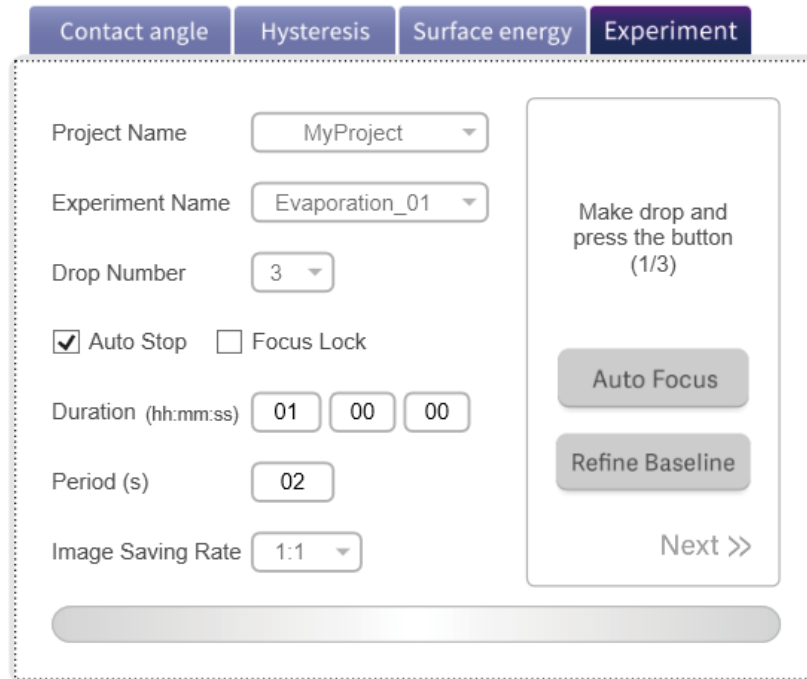 Contact angle Hysteresis Surface energy Experiment
Project Name MyProject
Experiment Name Evaporation_01
Drop Number 3
Auto Stop Focus Lock
Duration (hh:mm:ss) 01 00 00
Period (s) 02
Image Saving Rate 1:1
Make drop and
press the button
(1/3)
Auto Focus
Refine Baseline
Next >>